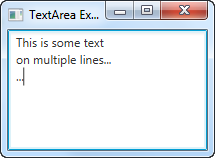 TextArea Ex...
This is some text
on multiple lines...
...